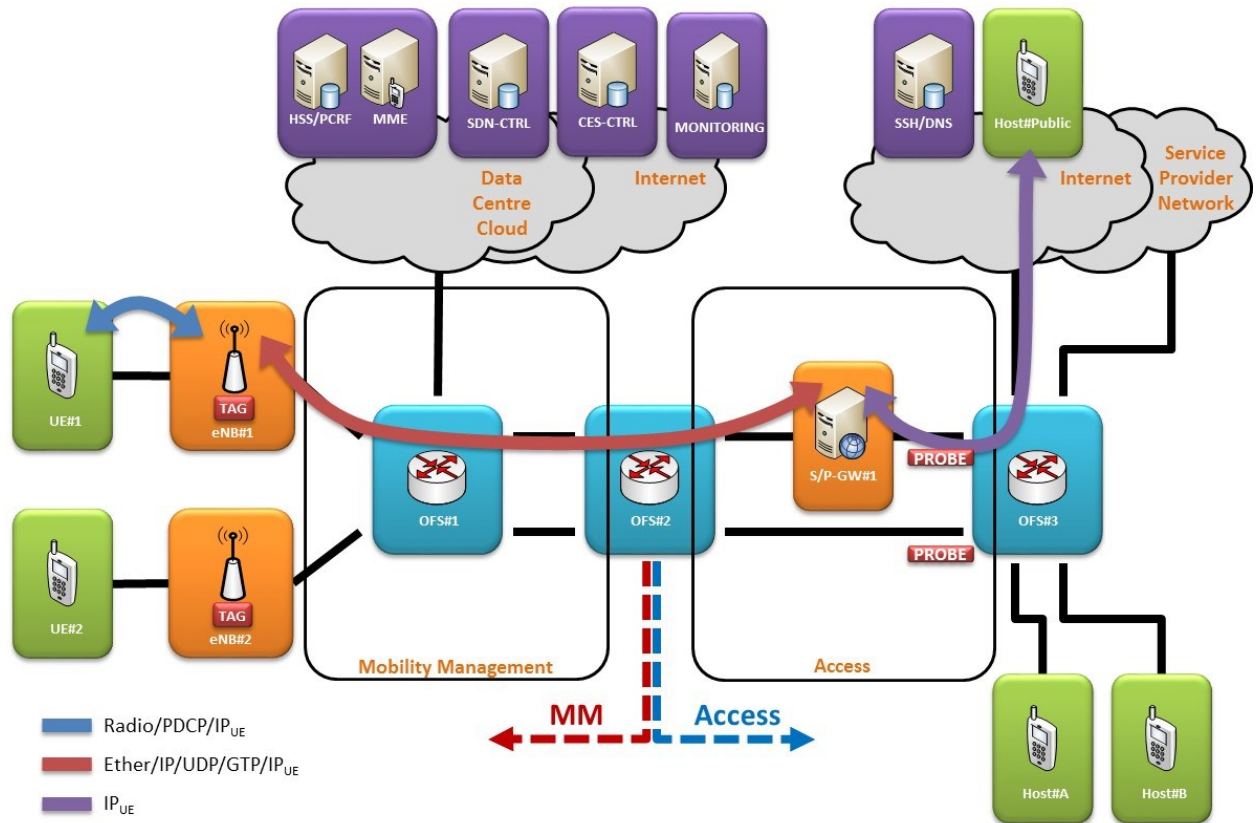 HSS/PCRF
MME
SDN-CTRL
CES-CTRL
MONITORING
SSH/DNS
Host#Public
Data
Centre
Cloud
Internet
Internet
Service
Provider
Network
UE#1
TAG
eNB#1
OFS#1
OFS#2
S/P-GW#1
PROBE
OFS#3
UE#2
TAG
eNB#2
PROBE
Mobility Management
Access
MM
Access
Radio/PDCP/IPUE
Ether/IP/UDP/GTP/IPUE
IPUE
Host#A
Host#B